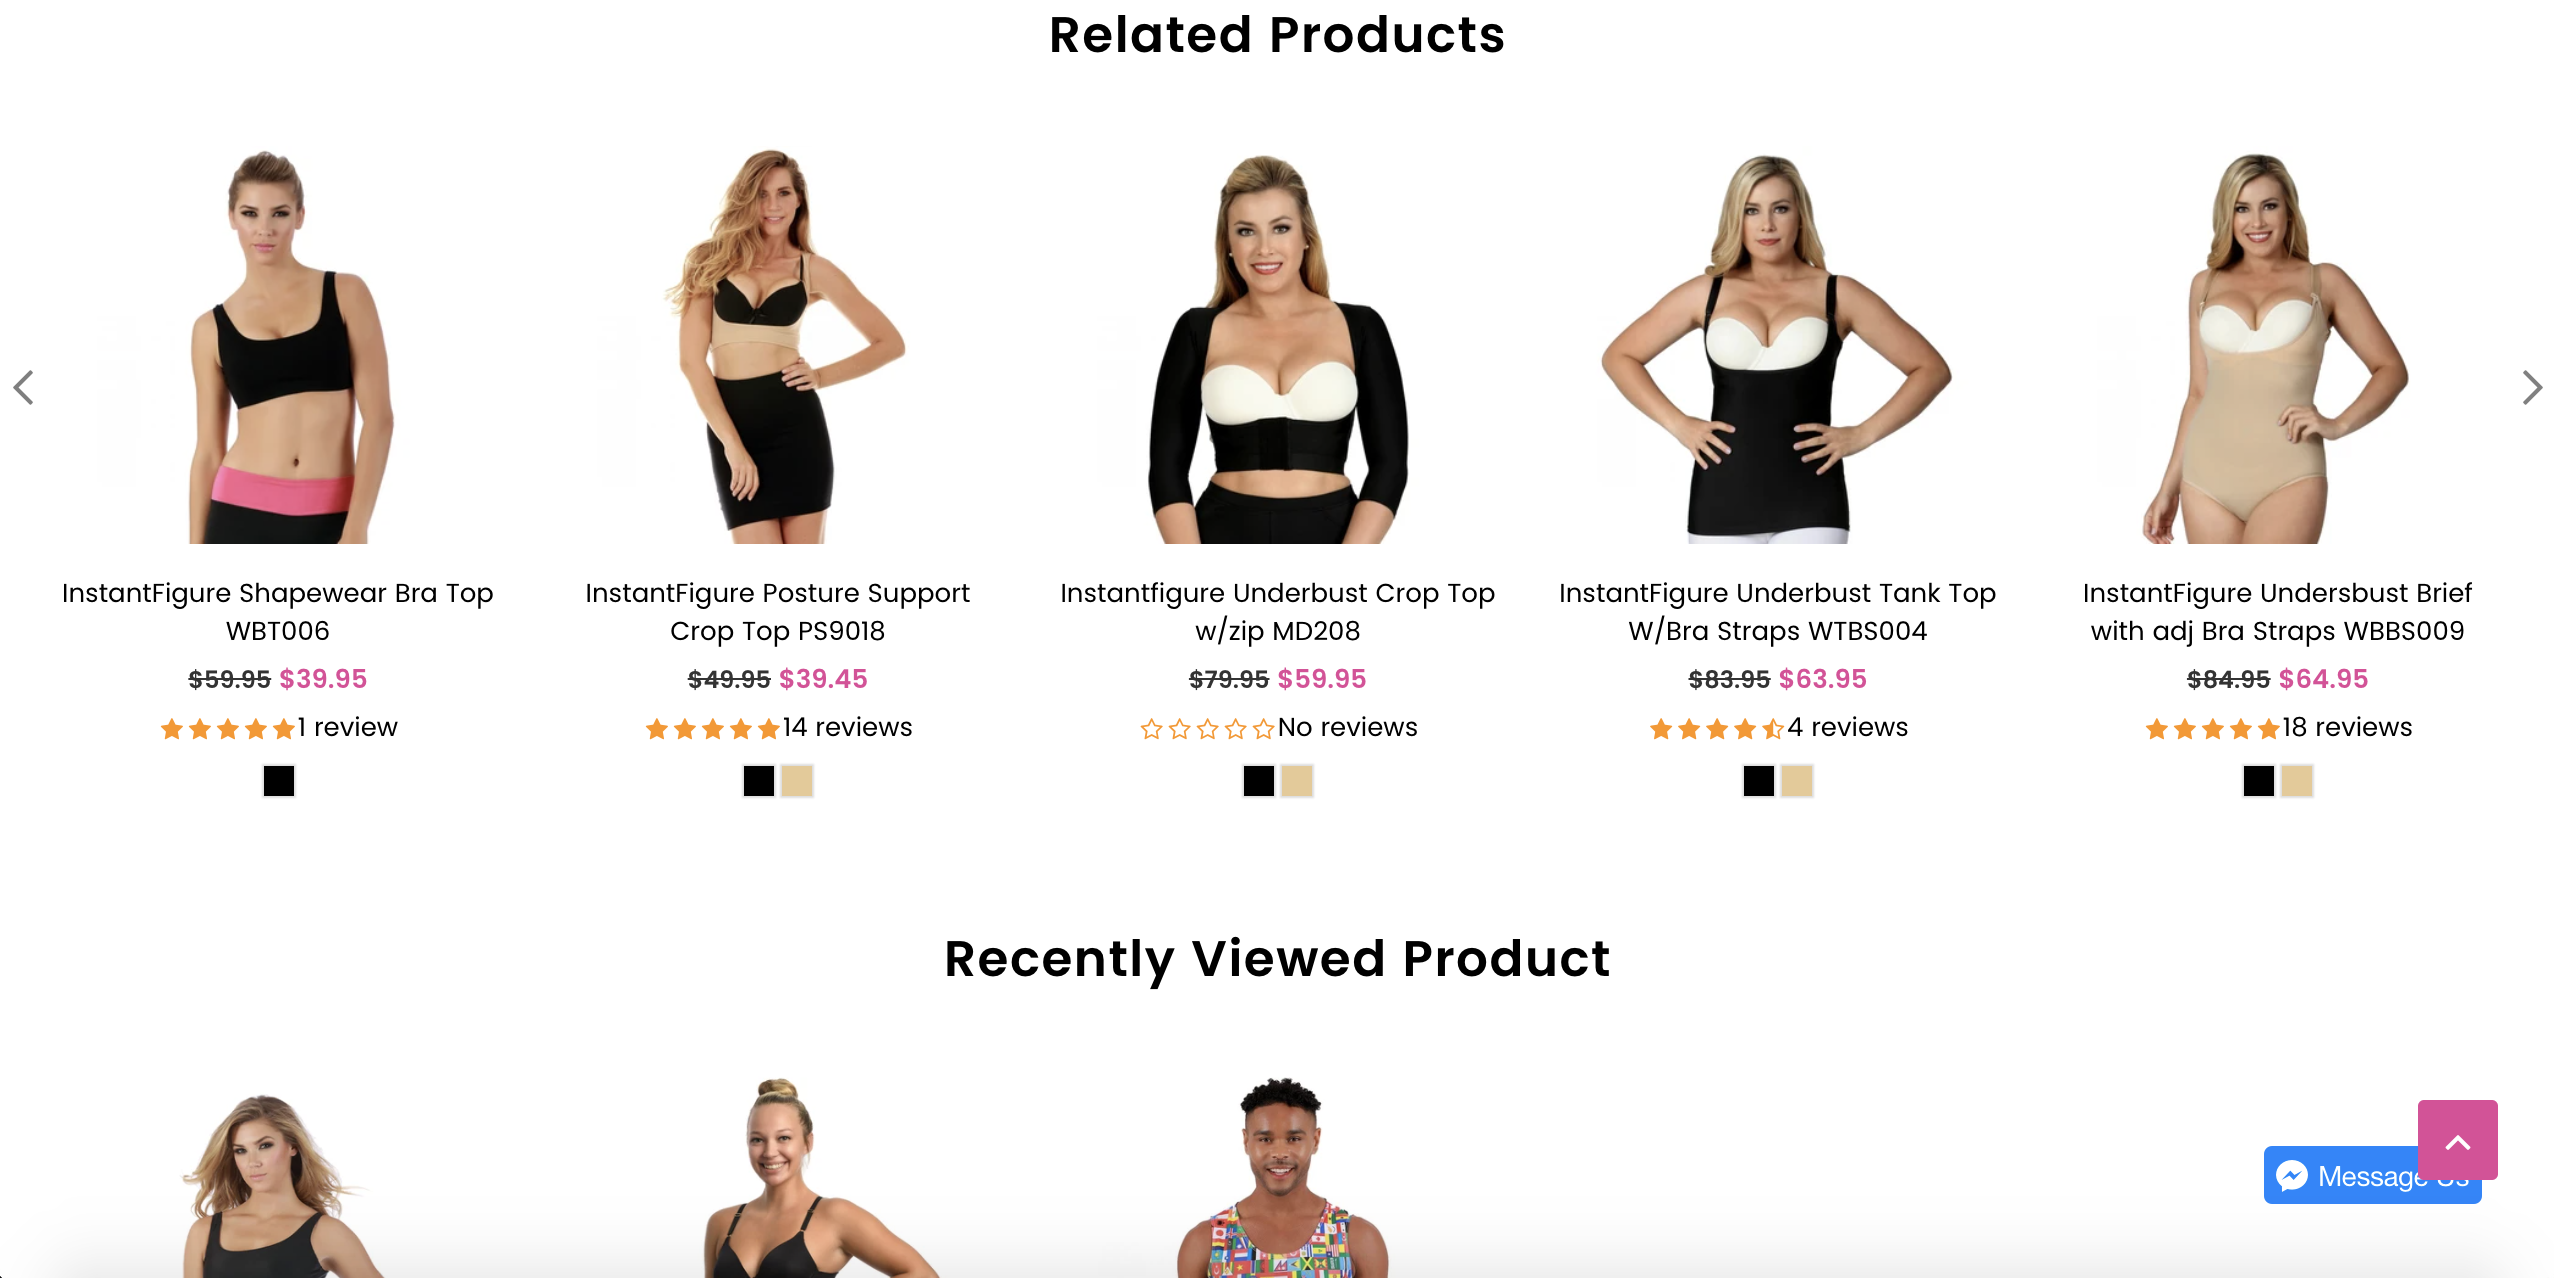 Related Products
InstantFigure Shapewear Bra Top
WBT006
$59.95 $39.95
1 review
InstantFigure Posture Support
Crop Top PS9018
$49.95 $39.45
14 reviews
Instantfigure Underbust Crop Top
w/zip MD208
$79.95 $59.95
No reviews
InstantFigure Underbust Tank Top
W/Bra Straps WTBS004
$83.95 $63.95
4 reviews
InstantFigure Undersbust Brief
with adj Bra Straps WBBS009
$84.95 $64.95
18 reviews
Recently Viewed Product
Message Us